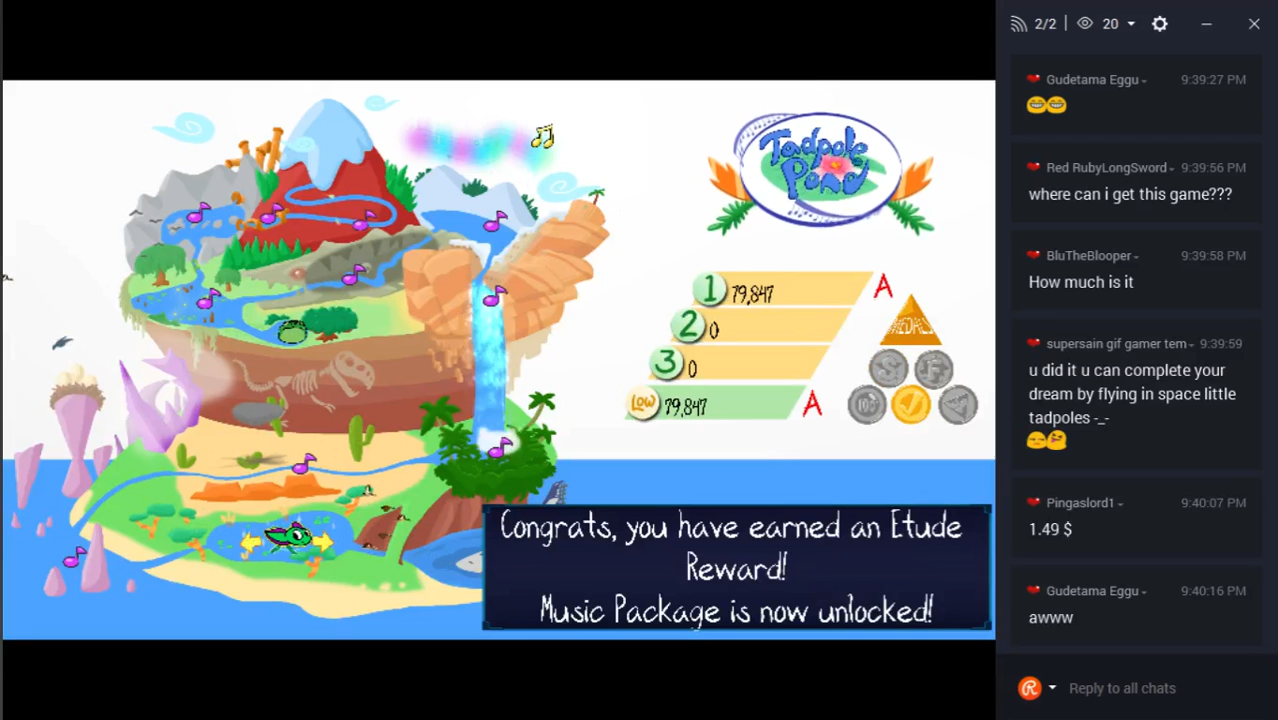 Tadpole
Pond
1 79,847 A
2 0
3 0
LOW 79,847 A
MEDALS
S
F
100
Congrats, you have earned an Etude
Reward!
Music Package is now unlocked!
2/2 20
Gudetama Eggu 9:39:27 PM
😁😁
Red RubyLongSword 9:39:56 PM
where can i get this game???
BluTheBlooper 9:39:58 PM
How much is it
supersain gif gamer tem 9:39:59
u did it u can complete your
dream by flying in space little
tadpoles -_-
Pingaslord1 9:40:07 PM
1.49 $
Gudetama Eggu 9:40:16 PM
awww
Reply to all chats